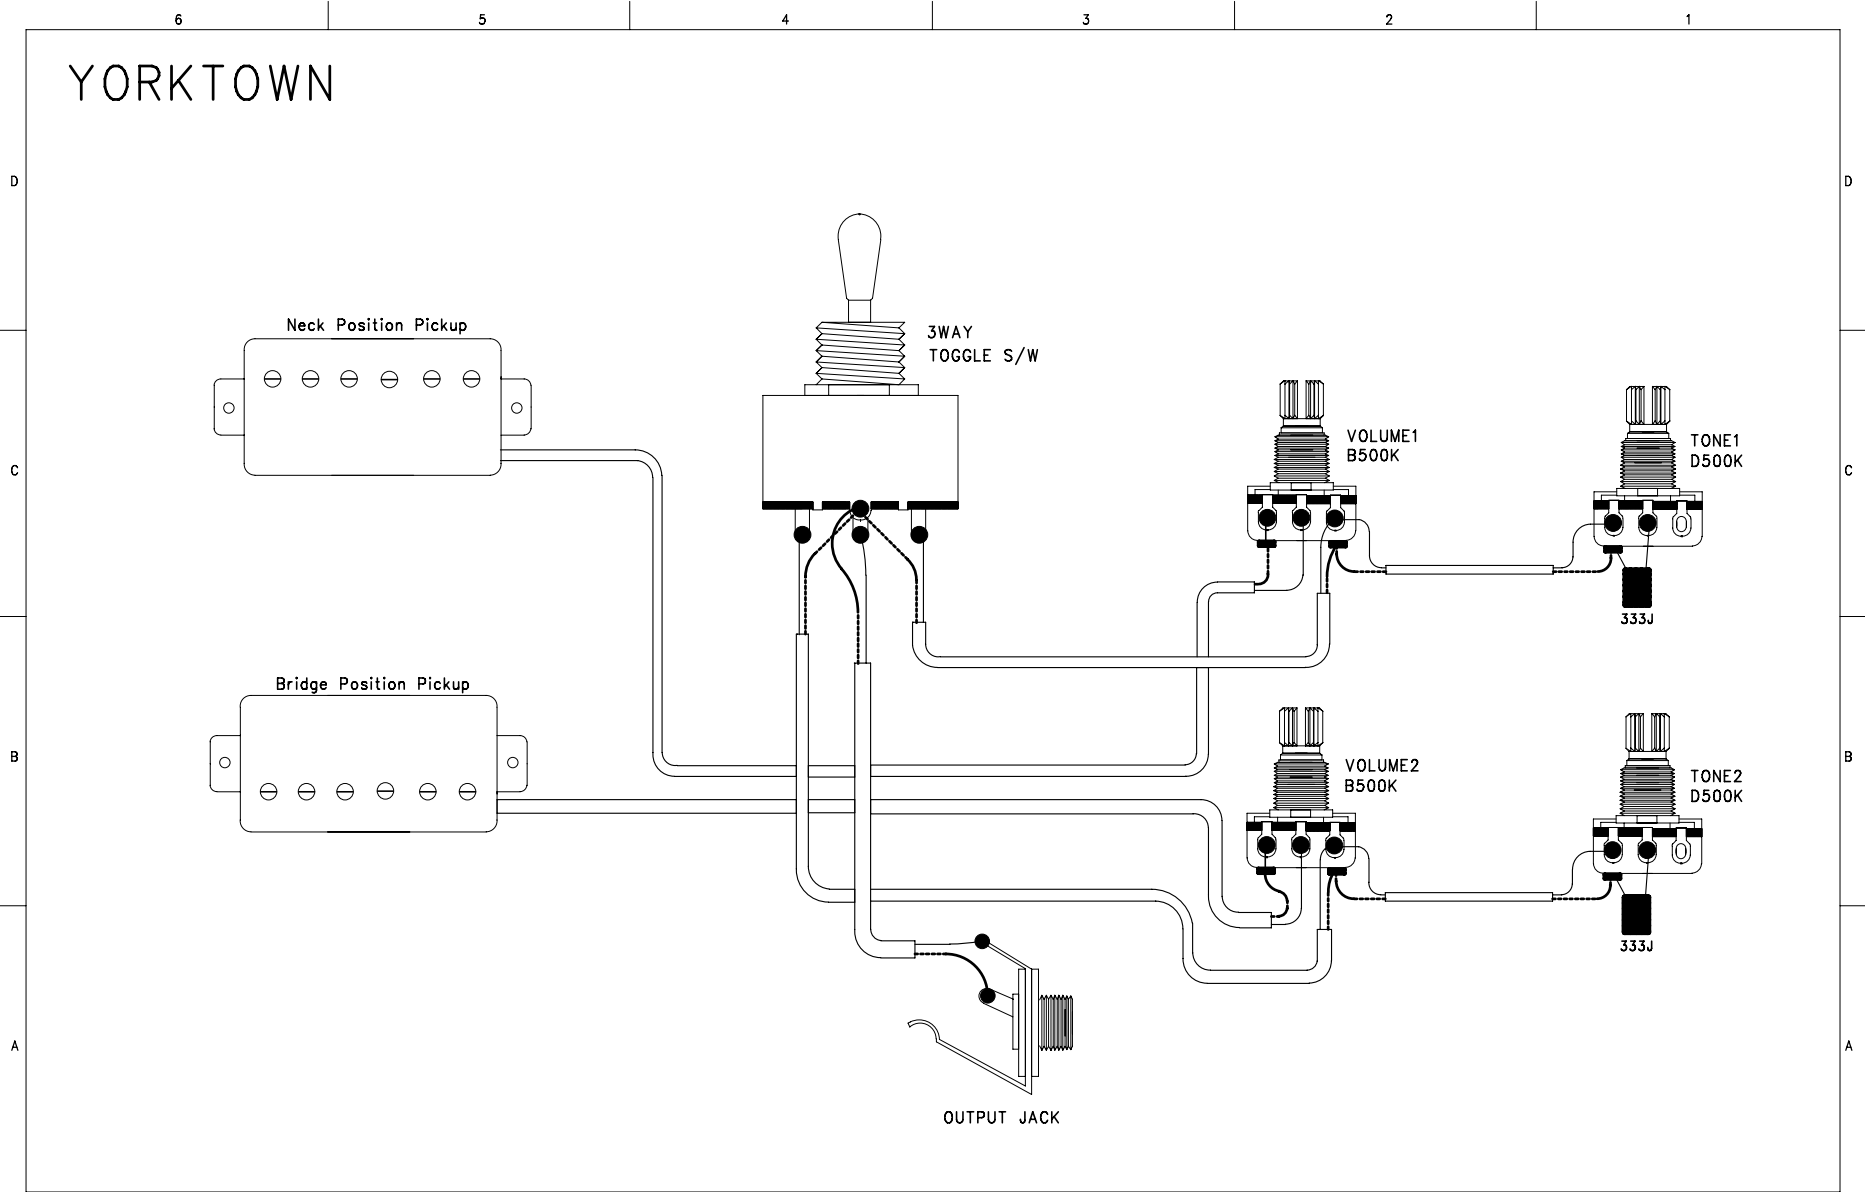 6 5 4 3 2 1
YORKTOWN
D D
Neck Position Pickup
3WAY
TOGGLE S/W
VOLUME1
B500K
TONE1
D500K
C C
333J
Bridge Position Pickup
B B
VOLUME2
B500K
TONE2
D500K
333J
A A
OUTPUT JACK